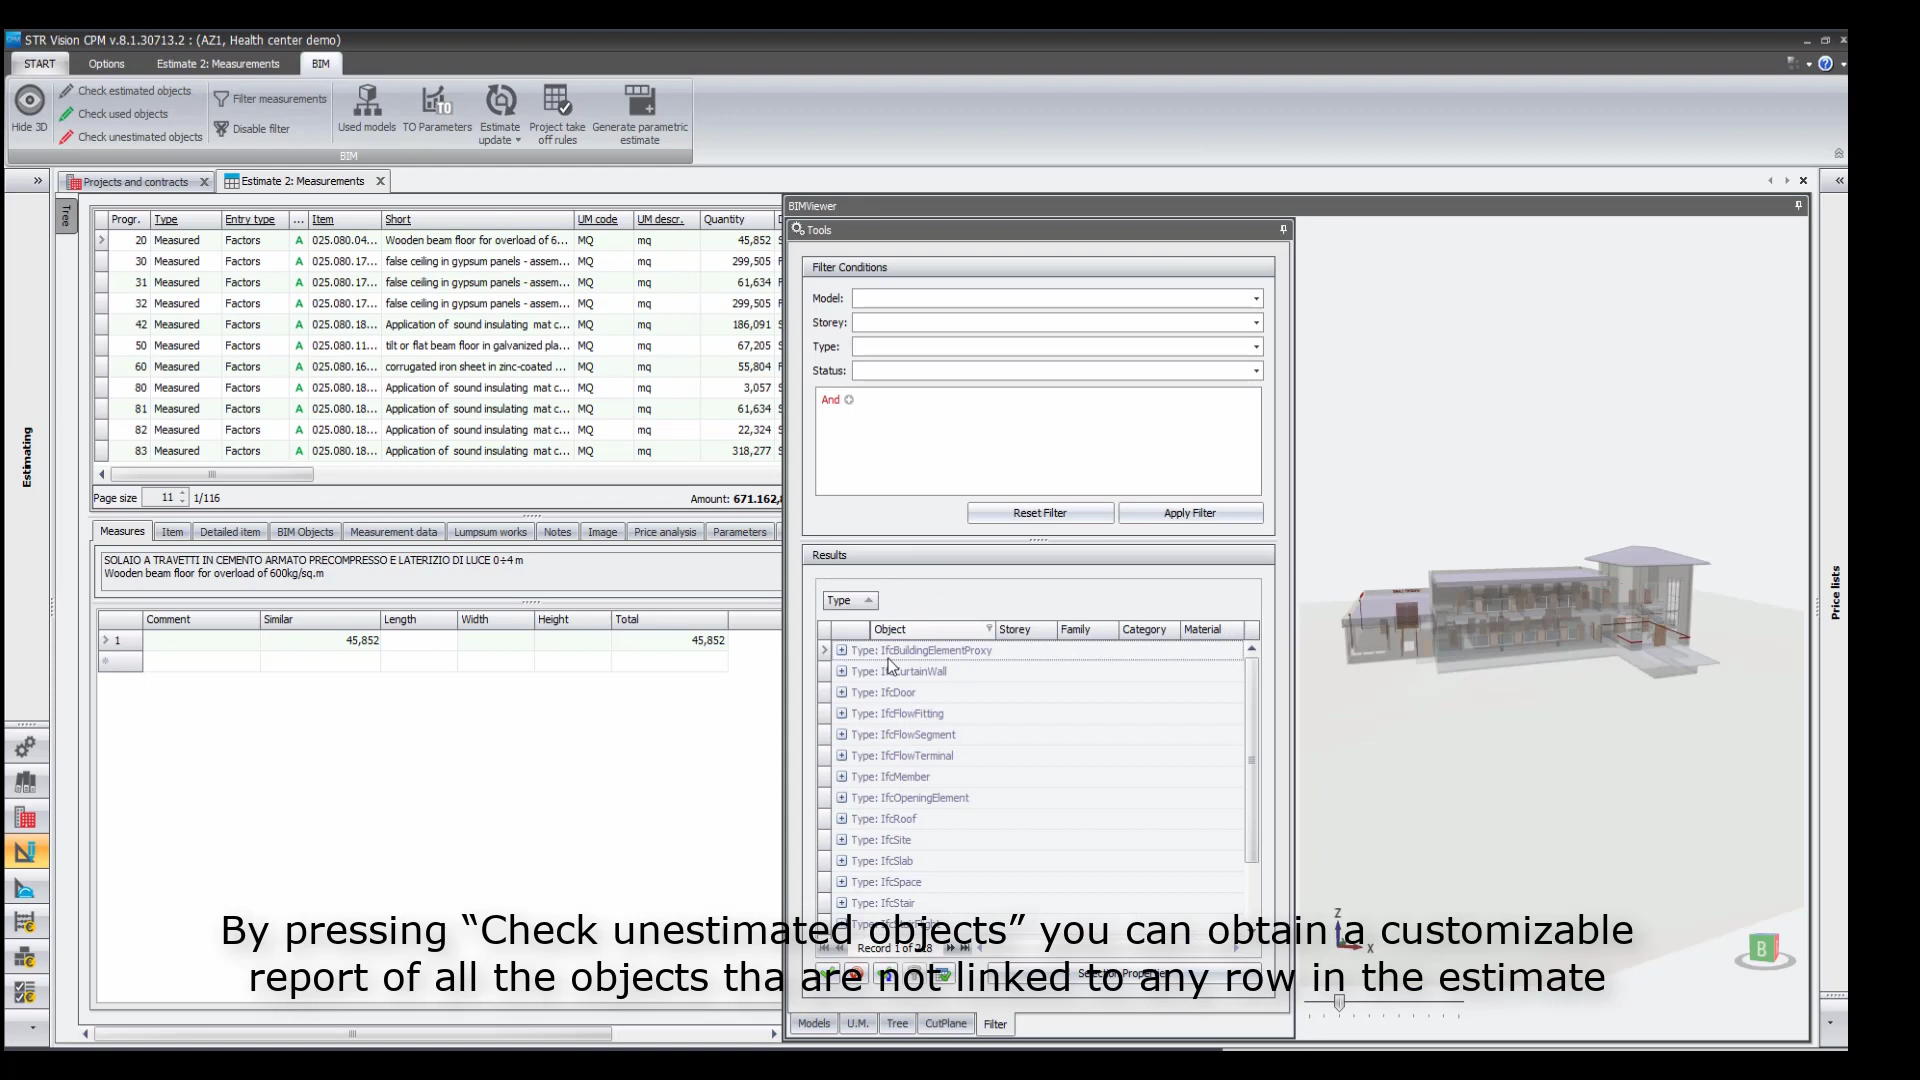 STR Vision CPM v.8.1.30713.2 : (AZ1, Health center demo)
START Options Estimate 2: Measurements BIM
Hide 3D
Check estimated objects
Check used objects
Check unestimated objects
Filter measurements
Disable filter
Used models
TO Parameters
Estimate update
Project take off rules
Generate parametric estimate
BIM
Projects and contracts
Estimate 2: Measurements
Estimating
Tree
Price lists
Progr. Type Entry type ... Item Short UM code UM descr. Quantity
20 Measured Factors A 025.080.04... Wooden beam floor for overload of 6... MQ mq 45,852
30 Measured Factors A 025.080.17... false ceiling in gypsum panels - assem... MQ mq 299,505
31 Measured Factors A 025.080.17... false ceiling in gypsum panels - assem... MQ mq 61,634
32 Measured Factors A 025.080.17... false ceiling in gypsum panels - assem... MQ mq 299,505
42 Measured Factors A 025.080.18... Application of sound insulating mat c... MQ mq 186,091
50 Measured Factors A 025.080.11... tilt or flat beam floor in galvanized pla... MQ mq 67,205
60 Measured Factors A 025.080.16... corrugated iron sheet in zinc-coated ... MQ mq 55,804
80 Measured Factors A 025.080.18... Application of sound insulating mat c... MQ mq 3,057
81 Measured Factors A 025.080.18... Application of sound insulating mat c... MQ mq 61,634
82 Measured Factors A 025.080.18... Application of sound insulating mat c... MQ mq 22,324
83 Measured Factors A 025.080.18... Application of sound insulating mat c... MQ mq 318,277
Page size 11 1/116 Amount: 671.162,
Measures Item Detailed item BIM Objects Measurement data Lumpsum works Notes Image Price analysis Parameters
SOLAIO A TRAVETTI IN CEMENTO ARMATO PRECOMPRESSO E LATERIZIO DI LUCE 0÷4 m
Wooden beam floor for overload of 600kg/sq.m
Comment Similar Length Width Height Total
1 45,852 45,852
BIMViewer
Tools
Filter Conditions
Model:
Storey:
Type:
Status:
And
Reset Filter Apply Filter
Results
Type
Object Storey Family Category Material
Type: IfcBuildingElementProxy
Type: IfcCurtainWall
Type: IfcDoor
Type: IfcFlowFitting
Type: IfcFlowSegment
Type: IfcFlowTerminal
Type: IfcMember
Type: IfcOpeningElement
Type: IfcRoof
Type: IfcSite
Type: IfcSlab
Type: IfcSpace
Type: IfcStair
Record 1 of
Selection Properties
Models U.M. Tree CutPlane Filter
Z
X
B
By pressing “Check unestimated objects” you can obtain a customizable
report of all the objects tha are not linked to any row in the estimate